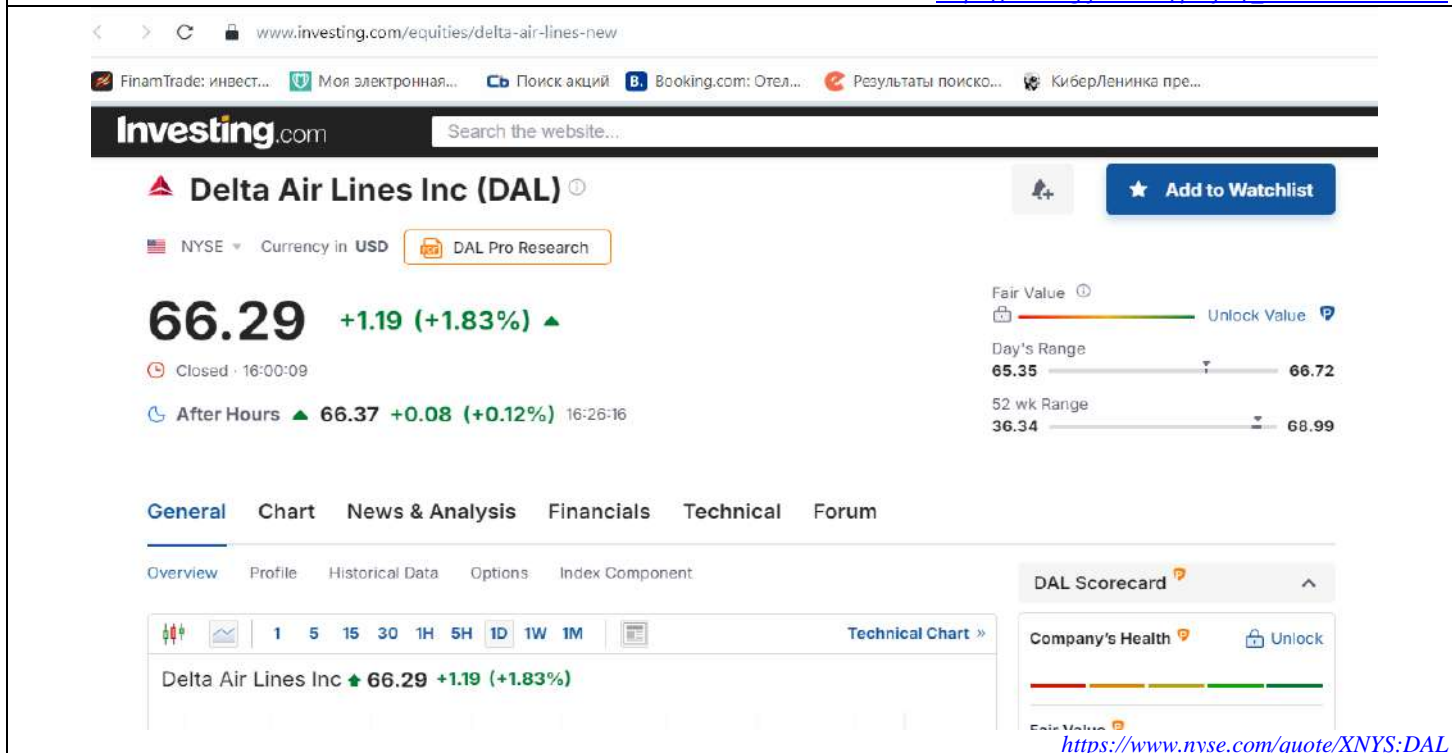 www.investing.com/equities/delta-air-lines-new
FinamTrade: инвест... Моя электронная... Сь Поиск акций B. Booking.com: Отел... Результаты поиско... КиберЛенинка пре...
Investing.com Search the website...
Delta Air Lines Inc (DAL)
Add to Watchlist
NYSE Currency in USD DAL Pro Research
66.29 +1.19 (+1.83%)
Fair Value
Unlock Value
Closed · 16:00:09
Day's Range
65.35 66.72
After Hours 66.37 +0.08 (+0.12%) 16:26:16
52 wk Range
36.34 68.99
General Chart News & Analysis Financials Technical Forum
Overview Profile Historical Data Options Index Component
DAL Scorecard
1 5 15 30 1H 5H 1D 1W 1M Technical Chart »
Company's Health Unlock
Delta Air Lines Inc 66.29 +1.19 (+1.83%)
Fair Value
https://www.nyse.com/quote/XNYS:DAL